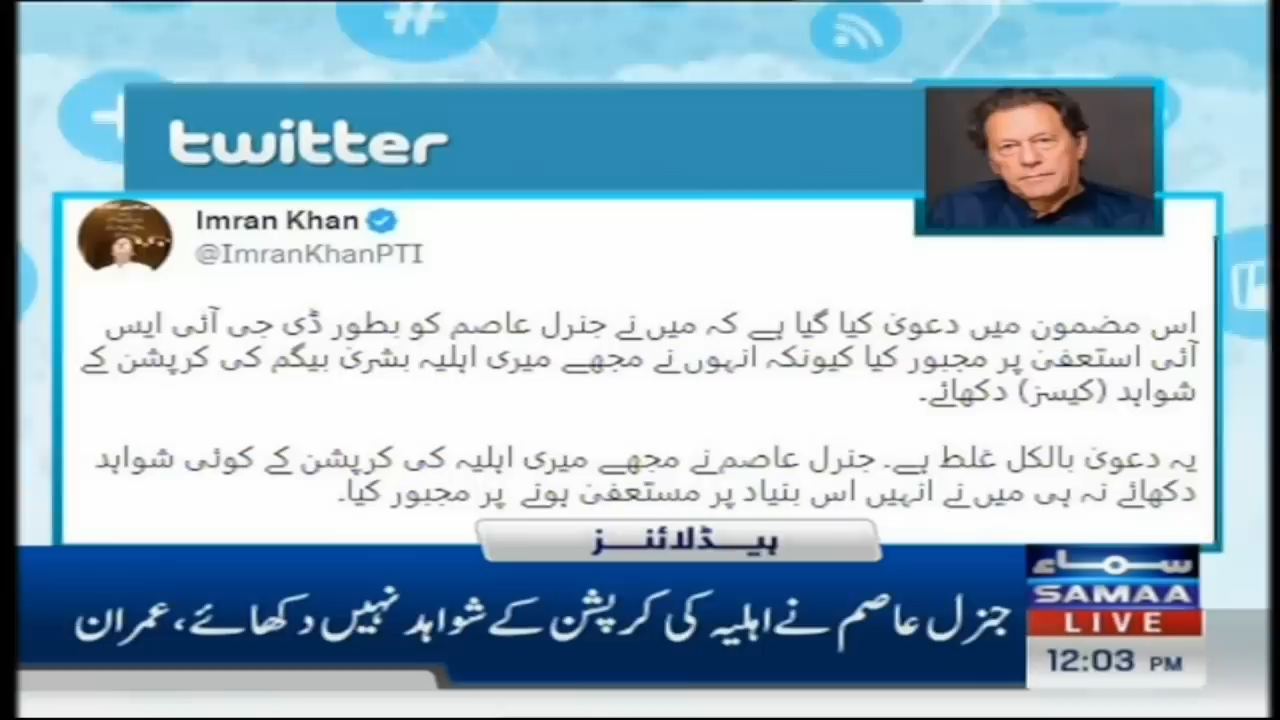 twitter
Imran Khan
@ImranKhanPTI
اس مضمون میں دعویٰ کیا گیا ہے کہ میں نے جنرل عاصم کو بطور ڈی جی آئی ایس
آئی استعفیٰ پر مجبور کیا کیونکہ انہوں نے مجھے میری اہلیہ بشریٰ بیگم کی کرپشن کے
شواہد (کیسز) دکھائے۔
یہ دعویٰ بالکل غلط ہے۔ جنرل عاصم نے مجھے میری اہلیہ کی کرپشن کے کوئی شواہد
دکھائے نہ ہی میں نے انہیں اس بنیاد پر مستعفیٰ ہونے پر مجبور کیا۔
ہیڈلائنز
جنرل عاصم نے اہلیہ کی کرپشن کے شواہد نہیں دکھائے، عمران
سماء
SAMAA
LIVE
12:03 PM